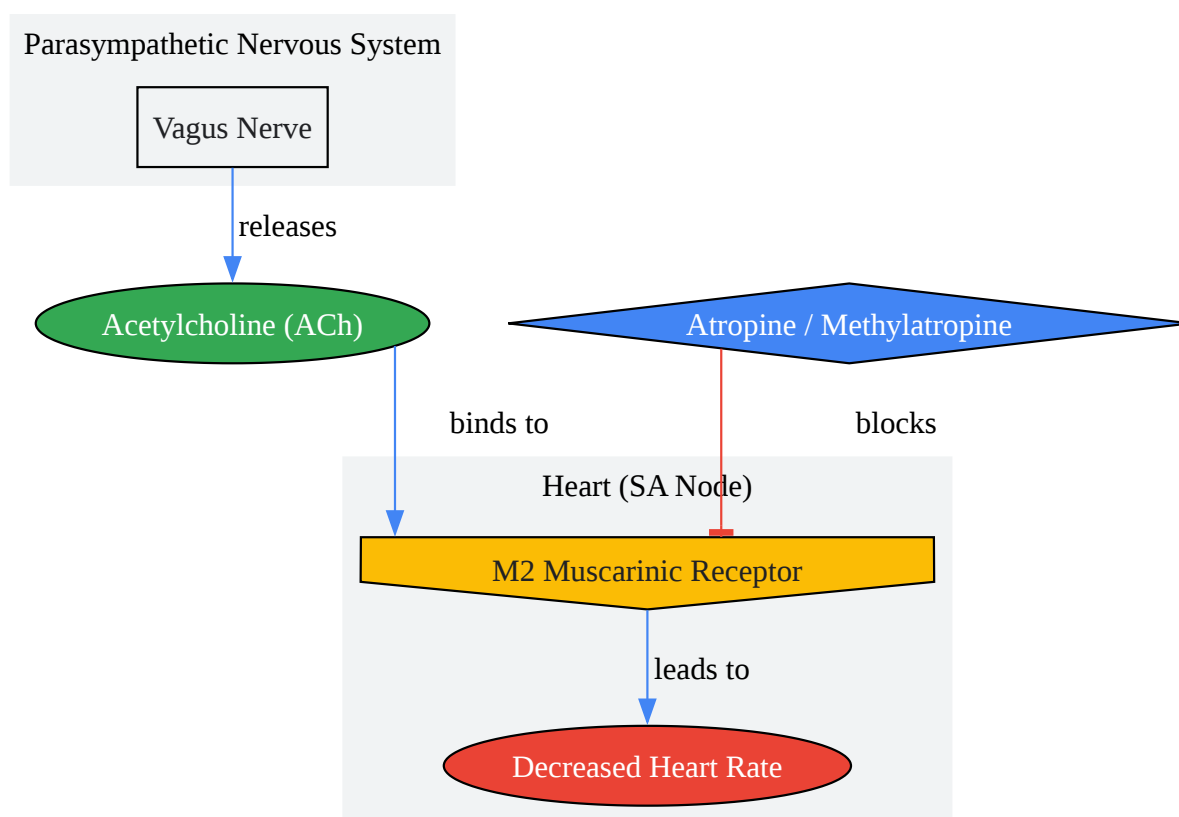 Parasympathetic Nervous System
Vagus Nerve
releases
Acetylcholine (ACh)
Atropine / Methylatropine
binds to
blocks
Heart (SA Node)
M2 Muscarinic Receptor
leads to
Decreased Heart Rate